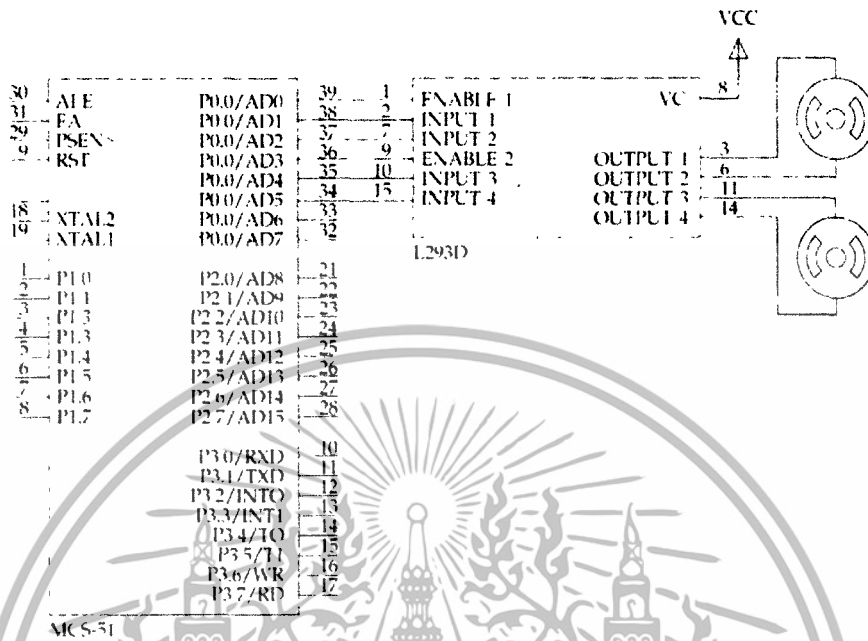 VCC
30 ALE P0.0/AD0 39 1 ENABLE 1 VC 8
31 EA P0.0/AD1 38 2 INPUT 1
29 PSEN P0.0/AD2 37 7 INPUT 2
9 RST P0.0/AD3 36 9 ENABLE 2 OUTPUT 1 3
P0.0/AD4 35 10 INPUT 3 OUTPUT 2 6
P0.0/AD5 34 15 INPUT 4 OUTPUT 3 11
18 XTAL2 P0.0/AD6 33 OUTPUT 4 14
19 XTAL1 P0.0/AD7 32
L293D
1 P1.0 P2.0/AD8 21
2 P1.1 P2.1/AD9 22
3 P1.3 P2.2/AD10 23
4 P1.3 P2.3/AD11 24
5 P1.4 P2.4/AD12 25
6 P1.5 P2.5/AD13 26
7 P1.6 P2.6/AD14 27
8 P1.7 P2.7/AD15 28
P3.0/RXD 10
P3.1/TXD 11
P3.2/INTO 12
P3.3/INT1 13
P3.4/TO 14
P3.5/T1 15
P3.6/WR 16
P3.7/RD 17
MCS-51